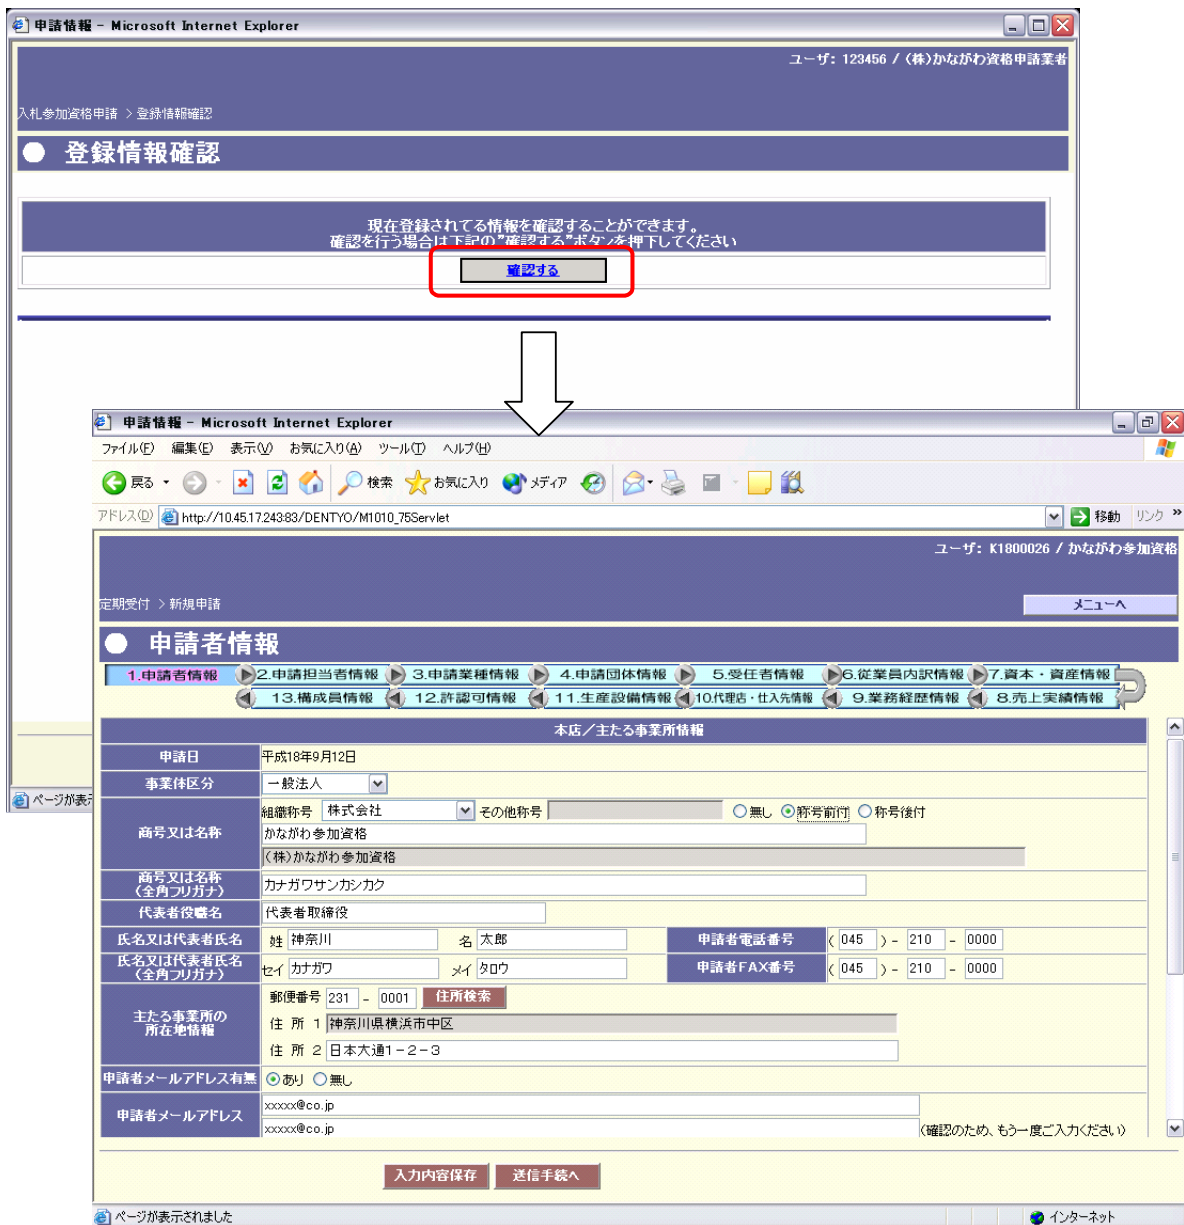 申請情報 - Microsoft Internet Explorer
ユーザ: 123456 / (株)かながわ資格申請業者
入札参加資格申請 > 登録情報確認
● 登録情報確認
現在登録されてる情報を確認することができます。
確認を行う場合は下記の"確認する"ボタンを押下してください
確認する
申請情報 - Microsoft Internet Explorer
ファイル(F) 編集(E) 表示(V) お気に入り(A) ツール(T) ヘルプ(H)
戻る 検索 お気に入り メディア
アドレス(D) http://10.45.17.243:83/DENTYO/M1010_75Servlet 移動 リンク »
ユーザ: K1800026 / かながわ参加資格
定期受付 > 新規申請 メニューへ
● 申請者情報
1.申請者情報 2.申請担当者情報 3.申請業種情報 4.申請団体情報 5.受任者情報 6.従業員内訳情報 7.資本・資産情報
13.構成員情報 12.許認可情報 11.生産設備情報 10.代理店・仕入先情報 9.業務経歴情報 8.売上実績情報
本店／主たる事業所情報
申請日 平成18年9月12日
事業体区分 一般法人
組織称号 株式会社 その他称号 無し 称号前付 称号後付
商号又は名称 かながわ参加資格
(株)かながわ参加資格
商号又は名称
(全角フリガナ) カナガワサンカシカク
代表者役職名 代表者取締役
氏名又は代表者氏名 姓 神奈川 名 太郎 申請者電話番号 ( 045 ) - 210 - 0000
氏名又は代表者氏名
(全角フリガナ) セイ カナガワ メイ タロウ 申請者FAX番号 ( 045 ) - 210 - 0000
主たる事業所の
所在地情報
郵便番号 231 - 0001 住所検索
住 所 1 神奈川県横浜市中区
住 所 2 日本大通1－2－3
申請者メールアドレス有無 あり 無し
申請者メールアドレス xxxxx@co.jp
xxxxx@co.jp (確認のため、もう一度ご入力ください)
入力内容保存 送信手続へ
ページが表示されました インターネット
ページが表